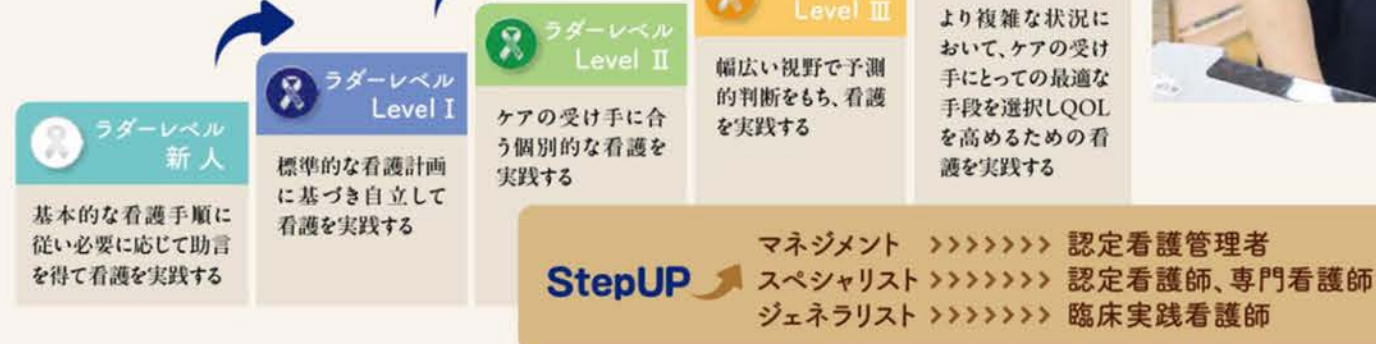 ラダーレベル
新人
基本的な看護手順に
従い必要に応じて助言
を得て看護を実践する
ラダーレベル
Level Ⅰ
標準的な看護計画
に基づき自立して
看護を実践する
ラダーレベル
Level Ⅱ
ケアの受け手に合
う個別的な看護を
実践する
Level Ⅲ
幅広い視野で予測
的判断をもち、看護
を実践する
より複雑な状況に
おいて、ケアの受け
手にとっての最適な
手段を選択しQOL
を高めるための看
護を実践する
StepUP
マネジメント >>>>>>> 認定看護管理者
スペシャリスト >>>>>>> 認定看護師、専門看護師
ジェネラリスト >>>>>>> 臨床実践看護師